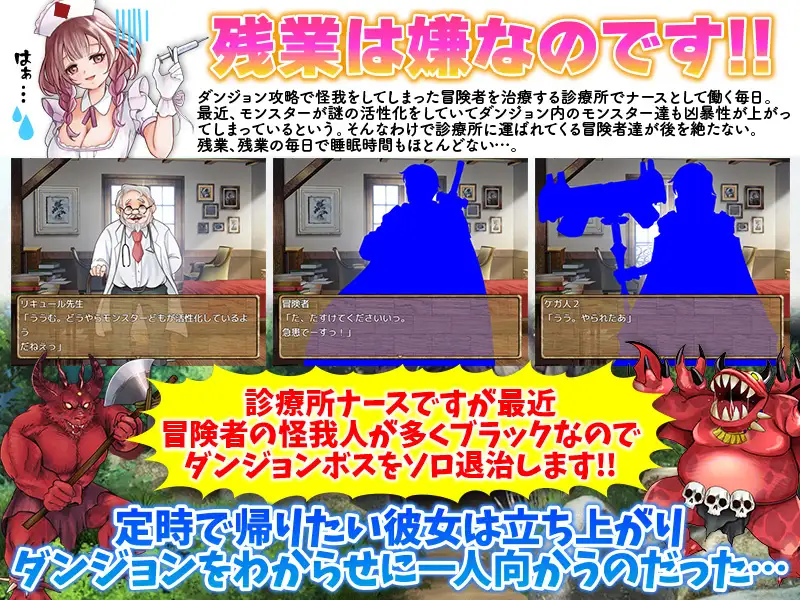 残業は嫌なのです!!
はぁ…
ダンジョン攻略で怪我をしてしまった冒険者を治療する診療所でナースとして働く毎日。
最近、モンスターが謎の活性化をしていてダンジョン内のモンスター達も凶暴性が上がっ
てしまっているという。そんなわけで診療所に運ばれてくる冒険者達が後を絶たない。
残業、残業の毎日で睡眠時間もほとんどない…。
リキュール先生
「ううむ。どうやらモンスターどもが活性化しているよ
う
だねぇっ」
冒険者
「た、たすけてくださいいっ。
急患でーすっ！」
ケガ人２
「うう。やられたあ」
診療所ナースですが最近
冒険者の怪我人が多くブラックなので
ダンジョンボスをソロ退治します!!
定時で帰りたい彼女は立ち上がり
ダンジョンをわからせに一人向かうのだった…